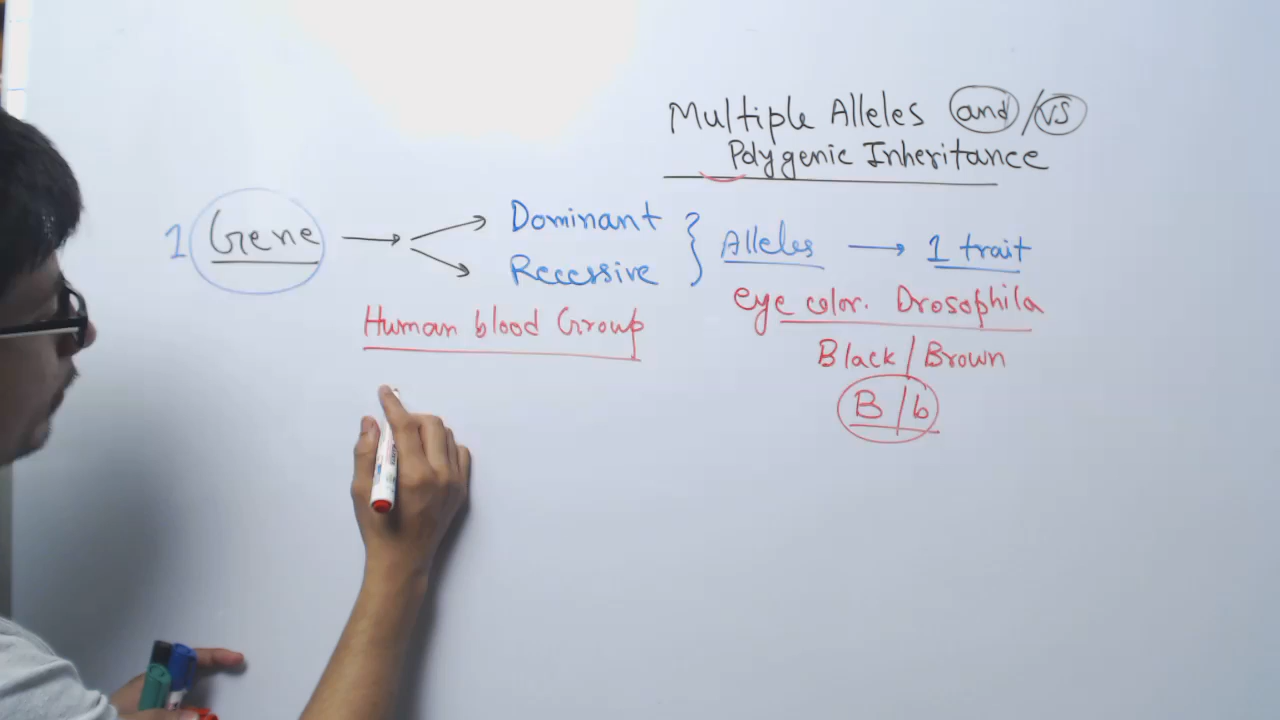 Multiple Alleles and/vs
Polygenic Inheritance
1 Gene → Dominant
Recessive } Alleles → 1 trait
eye color. Drosophila
Human blood Group
Black/Brown
B/b